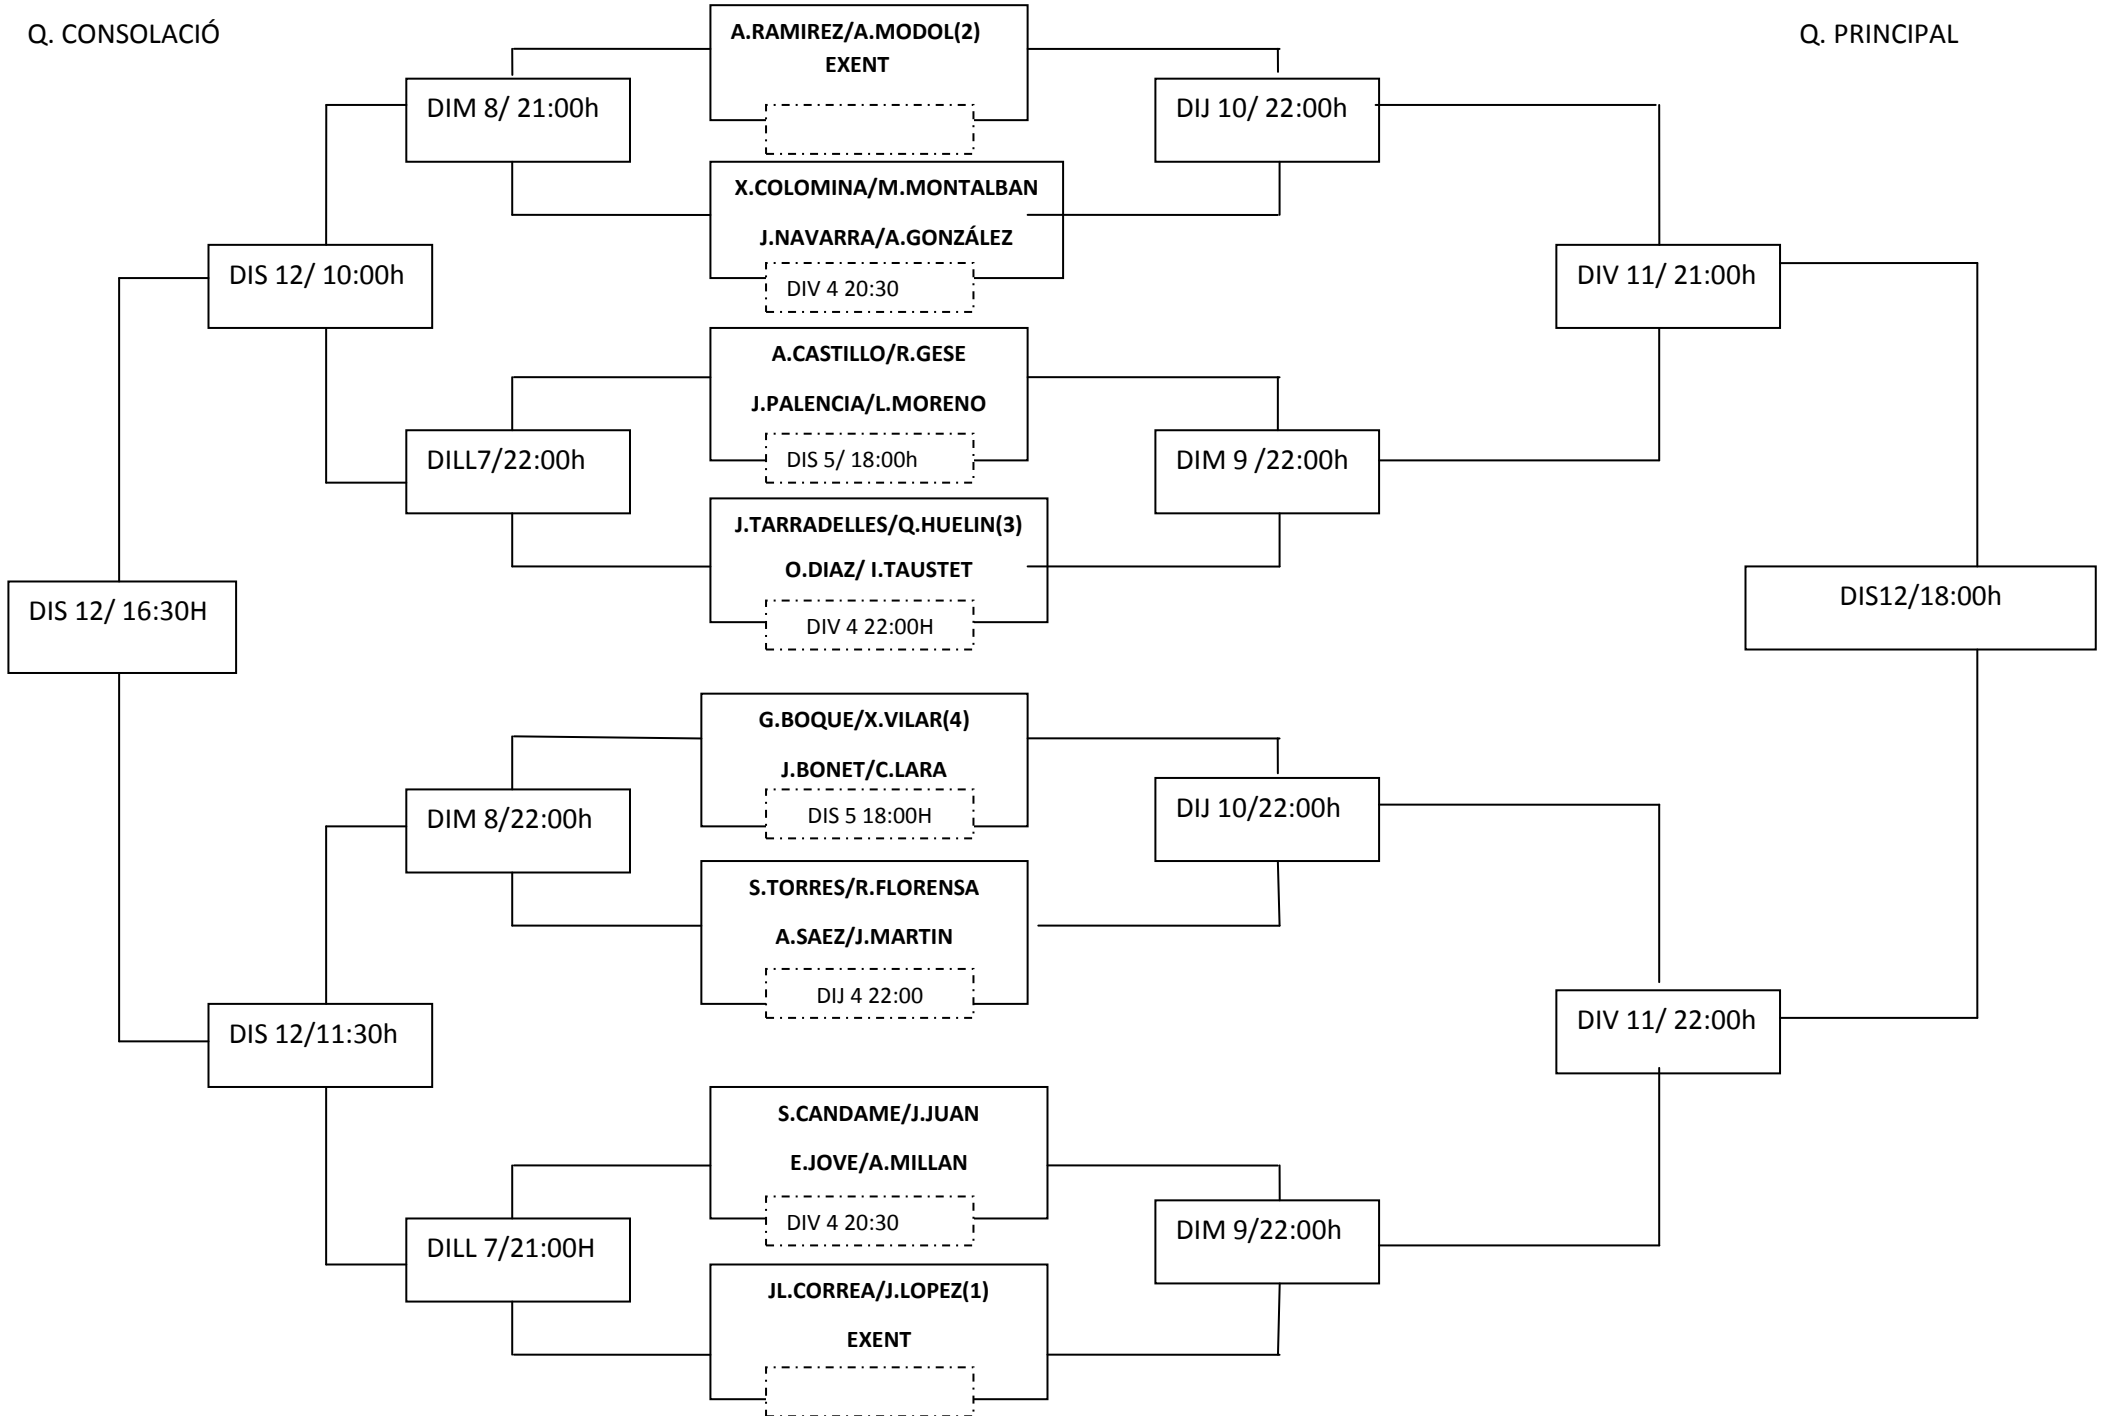 Q. CONSOLACIÓ
Q. PRINCIPAL
A.RAMIREZ/A.MODOL(2)
EXENT
DIM 8/ 21:00h
DIJ 10/ 22:00h
X.COLOMINA/M.MONTALBAN
J.NAVARRA/A.GONZÁLEZ
DIV 4 20:30
DIS 12/ 10:00h
DIV 11/ 21:00h
A.CASTILLO/R.GESE
J.PALENCIA/L.MORENO
DIS 5/ 18:00h
DILL7/22:00h
DIM 9 /22:00h
J.TARRADELLES/Q.HUELIN(3)
O.DIAZ/ I.TAUSTET
DIV 4 22:00H
DIS 12/ 16:30H
DIS12/18:00h
G.BOQUE/X.VILAR(4)
J.BONET/C.LARA
DIS 5 18:00H
DIM 8/22:00h
DIJ 10/22:00h
S.TORRES/R.FLORENSA
A.SAEZ/J.MARTIN
DIJ 4 22:00
DIS 12/11:30h
DIV 11/ 22:00h
S.CANDAME/J.JUAN
E.JOVE/A.MILLAN
DIV 4 20:30
DILL 7/21:00H
DIM 9/22:00h
JL.CORREA/J.LOPEZ(1)
EXENT